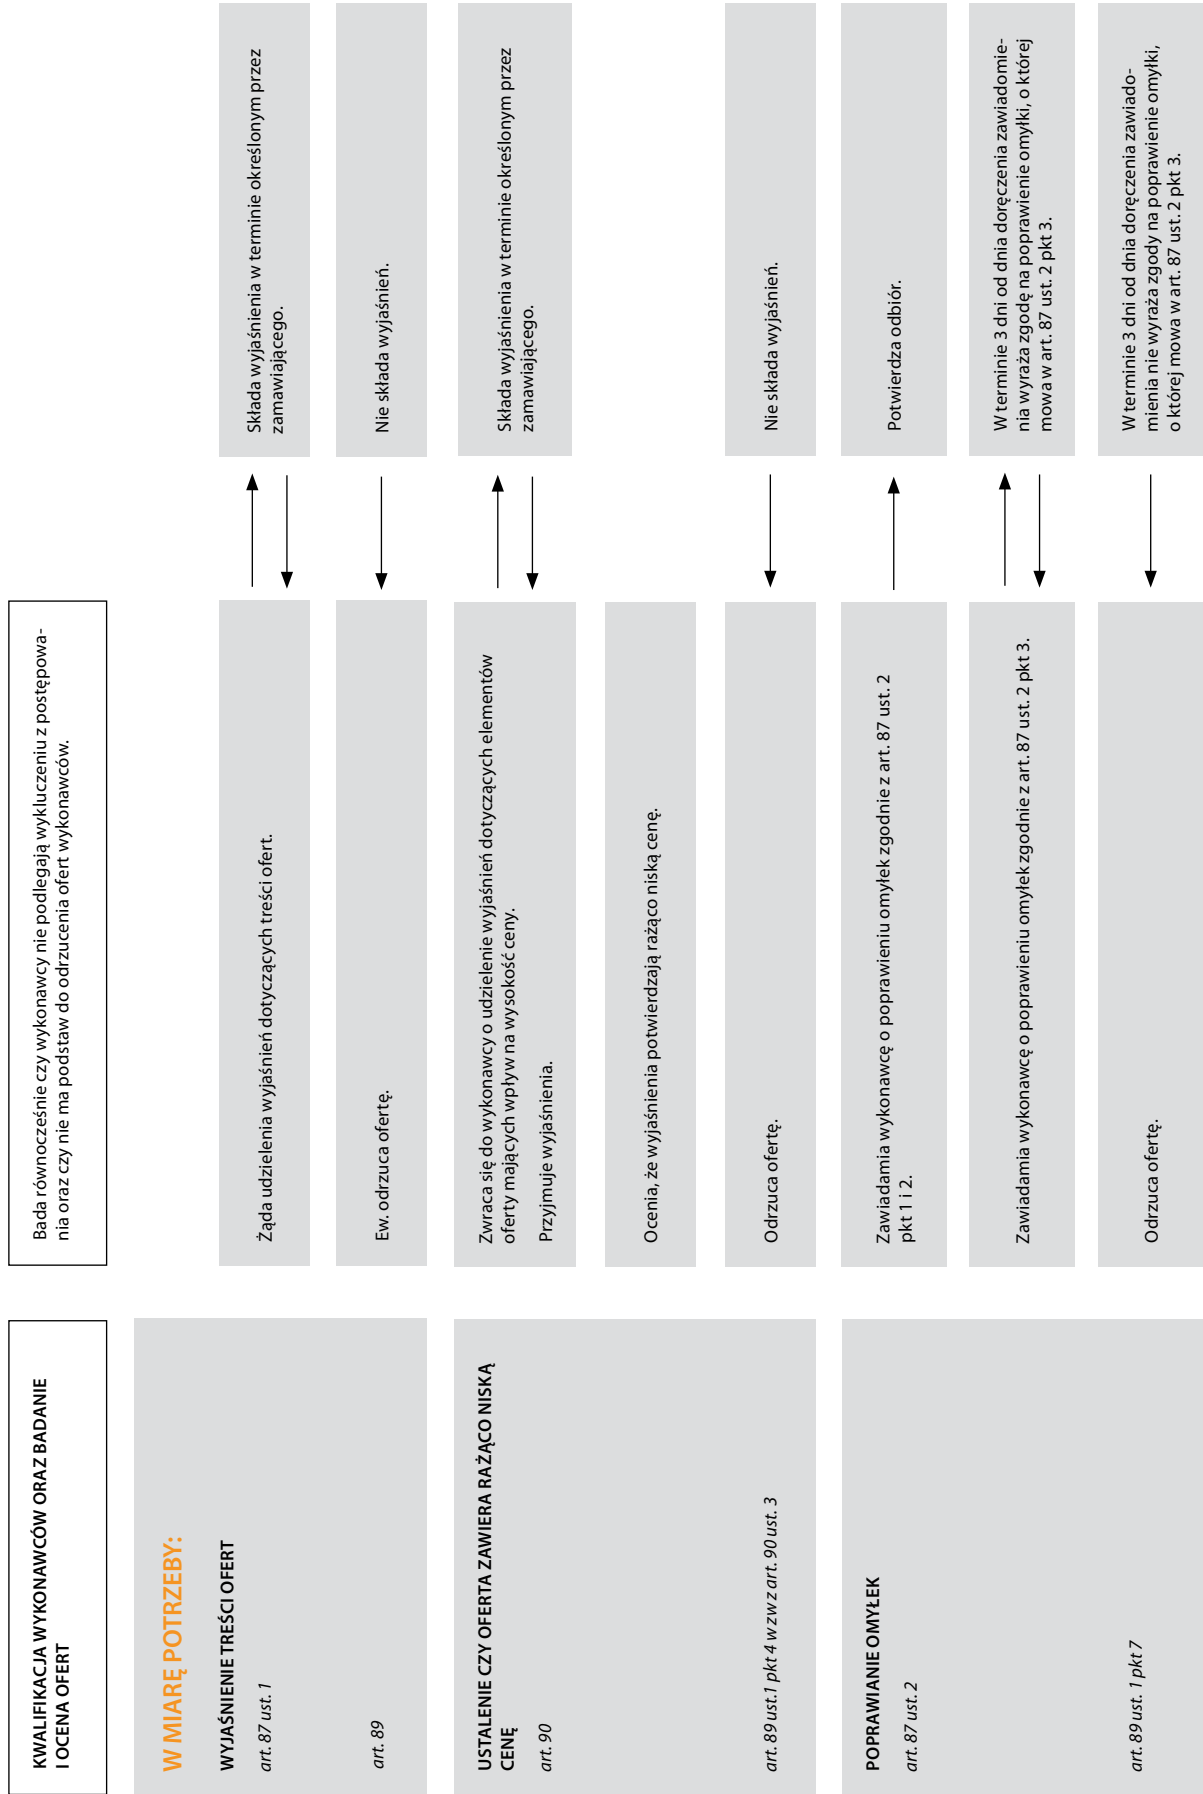 KWALIFIKACJA WYKONAWCÓW ORAZ BADANIE
I OCENA OFERT
Bada równocześnie czy wykonawcy nie podlegają wykluczeniu z postępowa-
nia oraz czy nie ma podstaw do odrzucenia ofert wykonawców.
W MIARĘ POTRZEBY:
WYJAŚNIENIE TREŚCI OFERT
art. 87 ust. 1
Żąda udzielenia wyjaśnień dotyczących treści ofert.
Składa wyjaśnienia w terminie określonym przez
zamawiającego.
art. 89
Ew. odrzuca ofertę.
Nie składa wyjaśnień.
USTALENIE CZY OFERTA ZAWIERA RAŻĄCO NISKĄ
CENĘ
art. 90
Zwraca się do wykonawcy o udzielenie wyjaśnień dotyczących elementów
oferty mających wpływ na wysokość ceny.
Przyjmuje wyjaśnienia.
Składa wyjaśnienia w terminie określonym przez
zamawiającego.
Ocenia, że wyjaśnienia potwierdzają rażąco niską cenę.
art. 89 ust.1 pkt 4 w zw z art. 90 ust. 3
Odrzuca ofertę.
Nie składa wyjaśnień.
POPRAWIANIE OMYŁEK
art. 87 ust. 2
Zawiadamia wykonawcę o poprawieniu omyłek zgodnie z art. 87 ust. 2
pkt 1 i 2.
Potwierdza odbiór.
Zawiadamia wykonawcę o poprawieniu omyłek zgodnie z art. 87 ust. 2 pkt 3.
W terminie 3 dni od dnia doręczenia zawiadomie-
nia wyraża zgodę na poprawienie omyłki, o której
mowa w art. 87 ust. 2 pkt 3.
art. 89 ust. 1 pkt 7
Odrzuca ofertę.
W terminie 3 dni od dnia doręczenia zawiado-
mienia nie wyraża zgody na poprawienie omyłki,
o której mowa w art. 87 ust. 2 pkt 3.